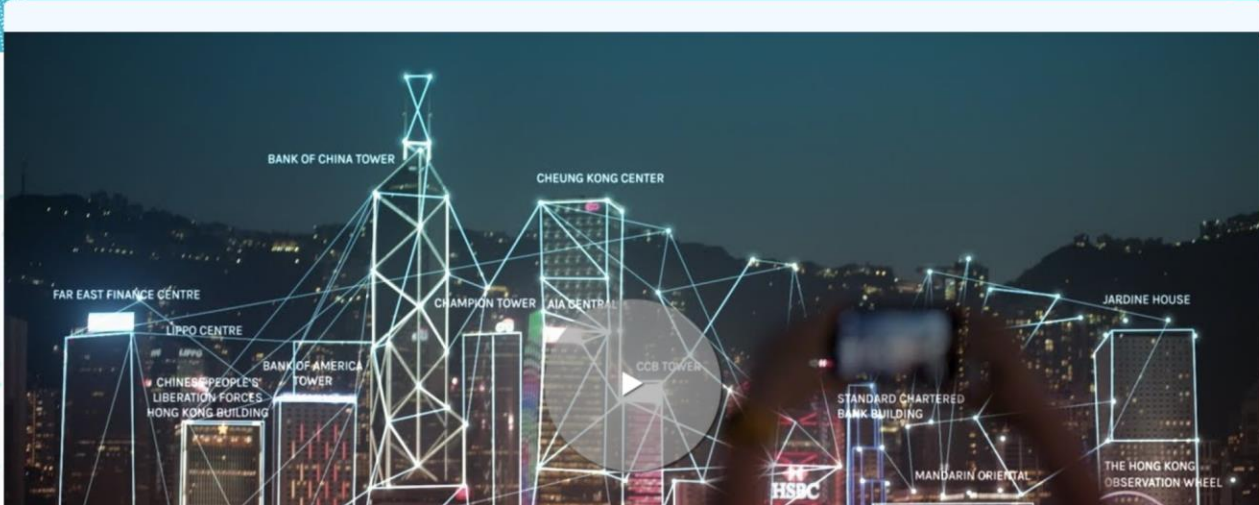 BANK OF CHINA TOWER
CHEUNG KONG CENTER
FAR EAST FINANCE CENTRE
CHAMPION TOWER
AIA CENTRAL
JARDINE HOUSE
LIPPO CENTRE
BANK OF AMERICA
TOWER
CCB TOWER
CHINESE PEOPLE'S
LIBERATION FORCES
HONG KONG BUILDING
STANDARD CHARTERED
BANK BUILDING
MANDARIN ORIENTAL
THE HONG KONG
OBSERVATION WHEEL
HSBC